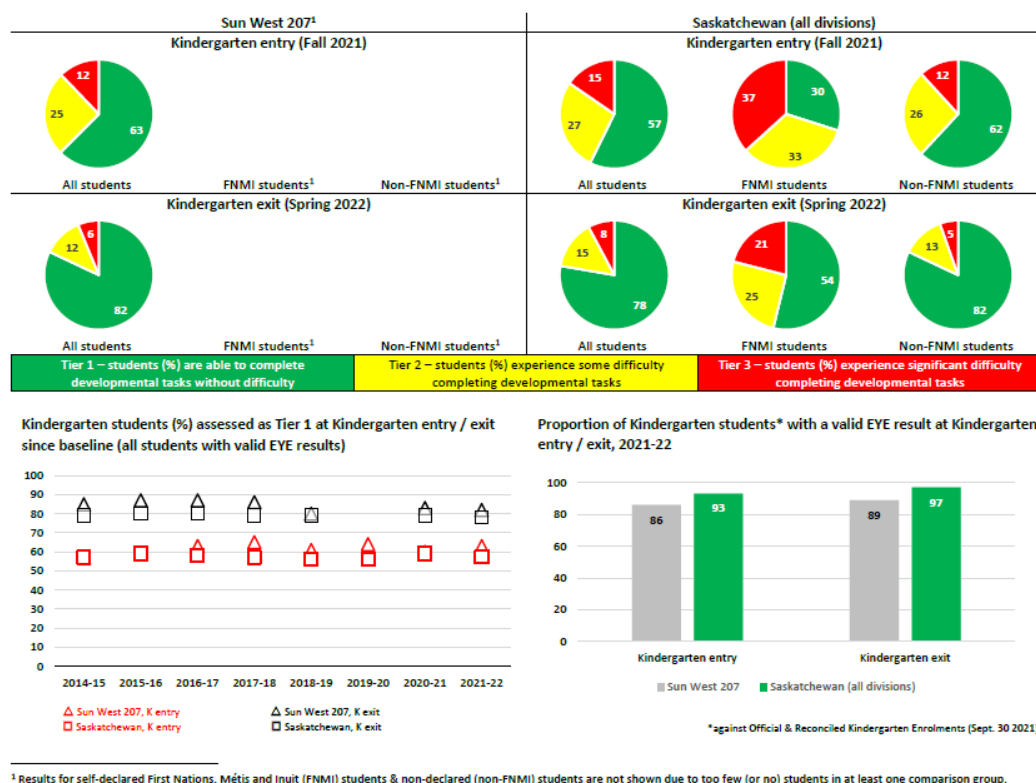 Sun West 207¹
Saskatchewan (all divisions)
Kindergarten entry (Fall 2021)
Kindergarten entry (Fall 2021)
12
25
63
15
27
57
37
30
33
12
26
62
All students
FNMI students¹
Non-FNMI students¹
All students
FNMI students
Non-FNMI students
Kindergarten exit (Spring 2022)
Kindergarten exit (Spring 2022)
6
12
82
8
15
78
21
25
54
5
13
82
All students
FNMI students¹
Non-FNMI students¹
All students
FNMI students
Non-FNMI students
Tier 1 – students (%) are able to complete
developmental tasks without difficulty
Tier 2 – students (%) experience some difficulty
completing developmental tasks
Tier 3 – students (%) experience significant difficulty
completing developmental tasks
Kindergarten students (%) assessed as Tier 1 at Kindergarten entry / exit
since baseline (all students with valid EYE results)
100
90
80
70
60
50
40
30
20
10
0
2014-15
2015-16
2016-17
2017-18
2018-19
2019-20
2020-21
2021-22
Sun West 207, K entry
Sun West 207, K exit
Saskatchewan, K entry
Saskatchewan, K exit
Proportion of Kindergarten students* with a valid EYE result at Kindergarten
entry / exit, 2021-22
100
80
60
40
20
0
86
93
89
97
Kindergarten entry
Kindergarten exit
Sun West 207
Saskatchewan (all divisions)
*against Official & Reconciled Kindergarten Enrolments (Sept. 30 2021)
¹ Results for self-declared First Nations, Métis and Inuit (FNMI) students & non-declared (non-FNMI) students are not shown due to too few (or no) students in at least one comparison group.